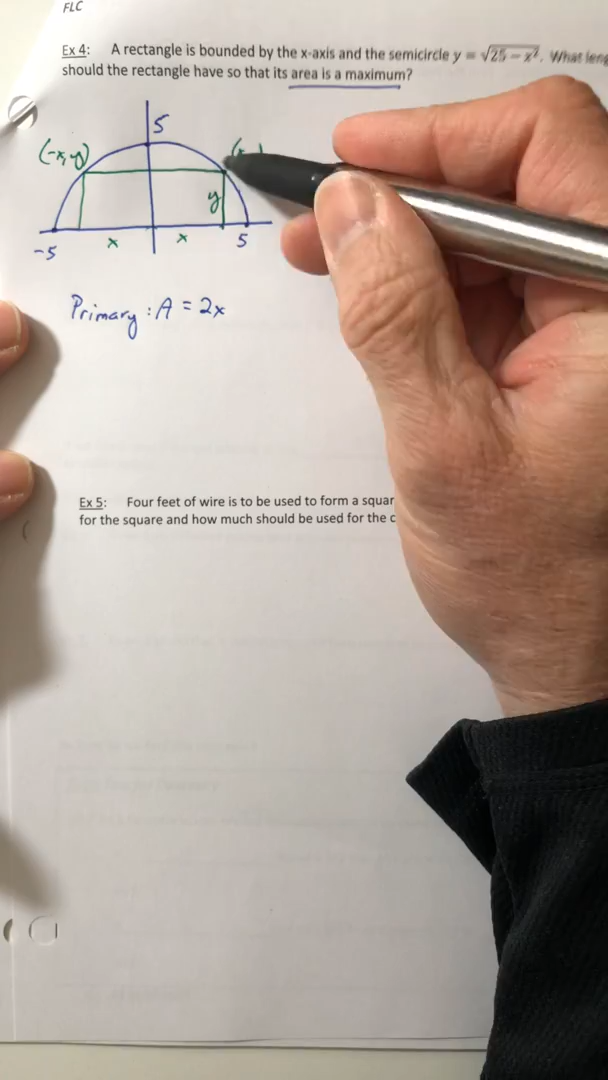 FLC
Ex 4: A rectangle is bounded by the x-axis and the semicircle y = √25 − x². What
should the rectangle have so that its area is a maximum?
5
(-x,y)
y
x x
-5 5
Primary: A = 2x
Ex 5: Four feet of wire is to be used to form a
for the square and how much should be used for the